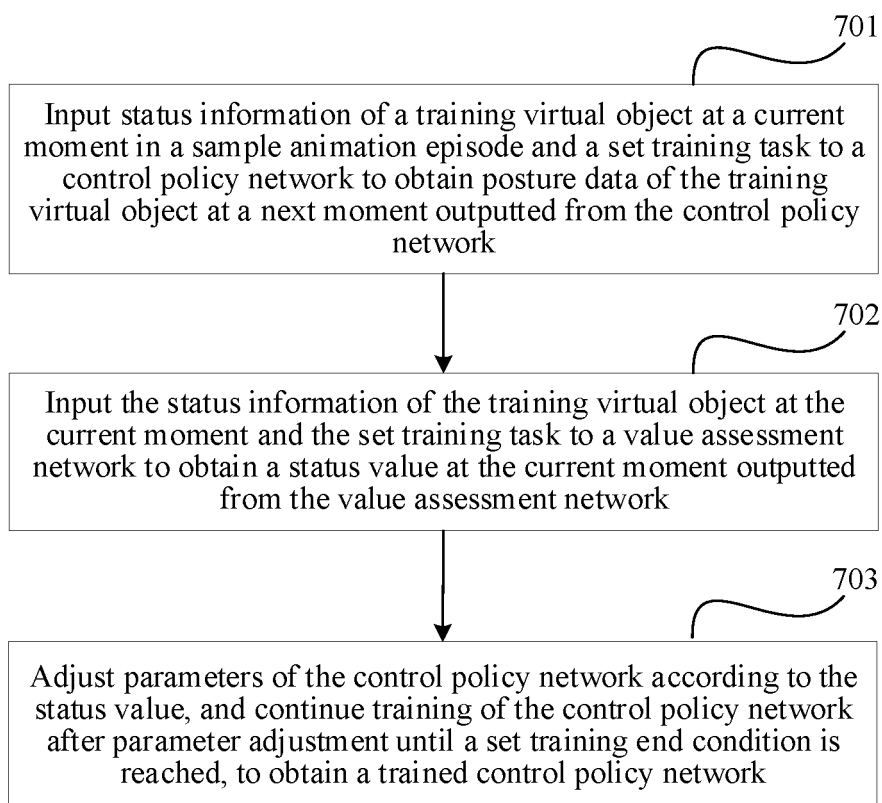 701
Input status information of a training virtual object at a current
moment in a sample animation episode and a set training task to a
control policy network to obtain posture data of the training
virtual object at a next moment outputted from the control policy
network
702
Input the status information of the training virtual object at the
current moment and the set training task to a value assessment
network to obtain a status value at the current moment outputted
from the value assessment network
703
Adjust parameters of the control policy network according to the
status value, and continue training of the control policy network
after parameter adjustment until a set training end condition is
reached, to obtain a trained control policy network